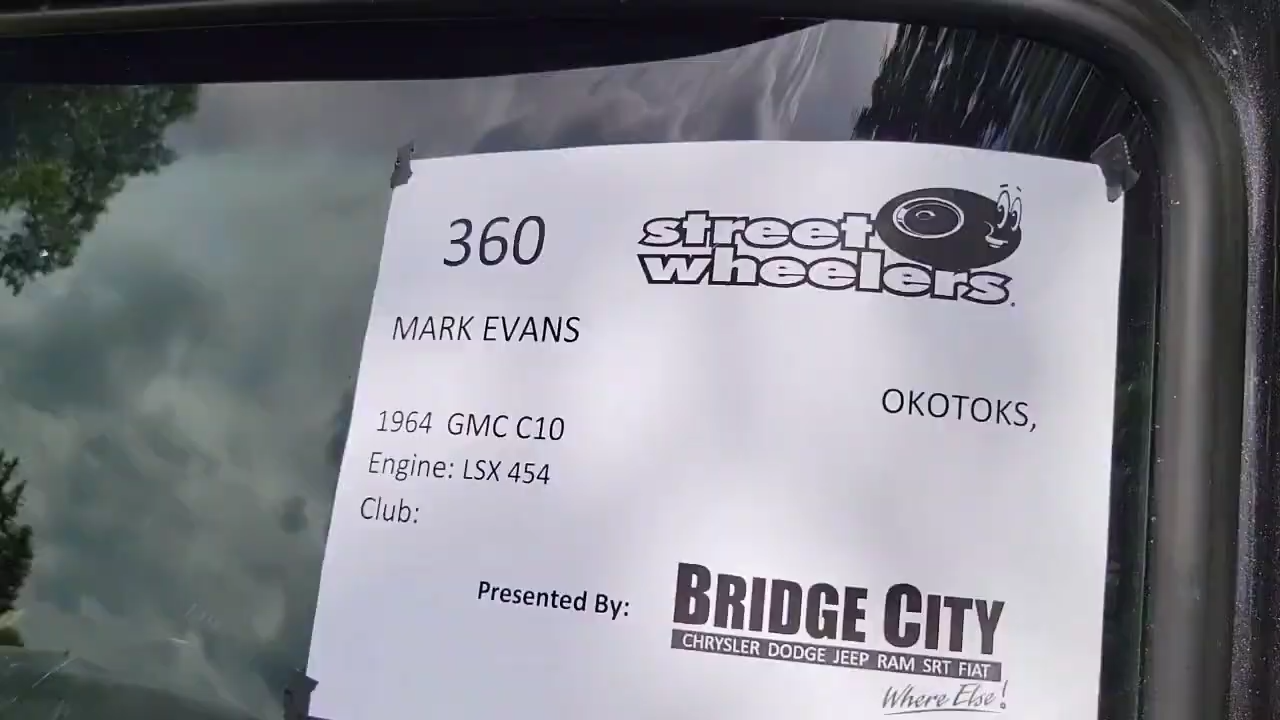 360
street
wheelers.
MARK EVANS
OKOTOKS,
1964 GMC C10
Engine: LSX 454
Club:
Presented By:
BRIDGE CITY
CHRYSLER DODGE JEEP RAM SRT FIAT
Where Else!